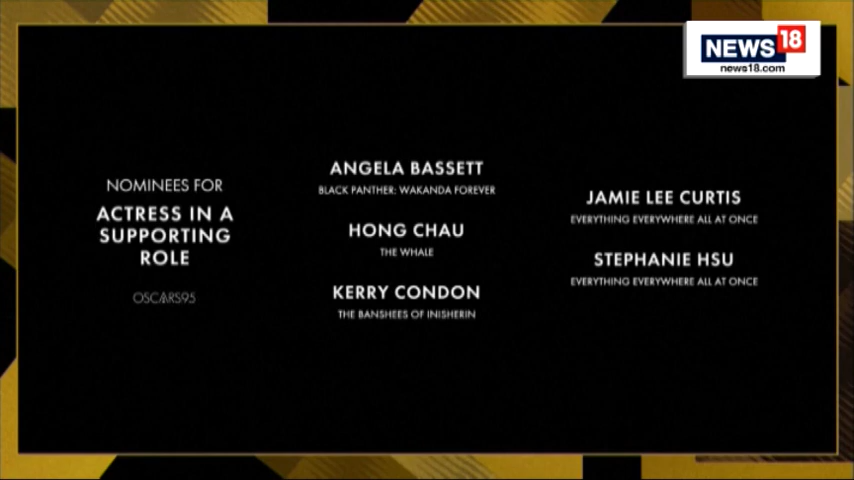 NEWS 18
news18.com
NOMINEES FOR
ACTRESS IN A
SUPPORTING
ROLE
OSCARS95
ANGELA BASSETT
BLACK PANTHER: WAKANDA FOREVER
HONG CHAU
THE WHALE
KERRY CONDON
THE BANSHEES OF INISHERIN
JAMIE LEE CURTIS
EVERYTHING EVERYWHERE ALL AT ONCE
STEPHANIE HSU
EVERYTHING EVERYWHERE ALL AT ONCE